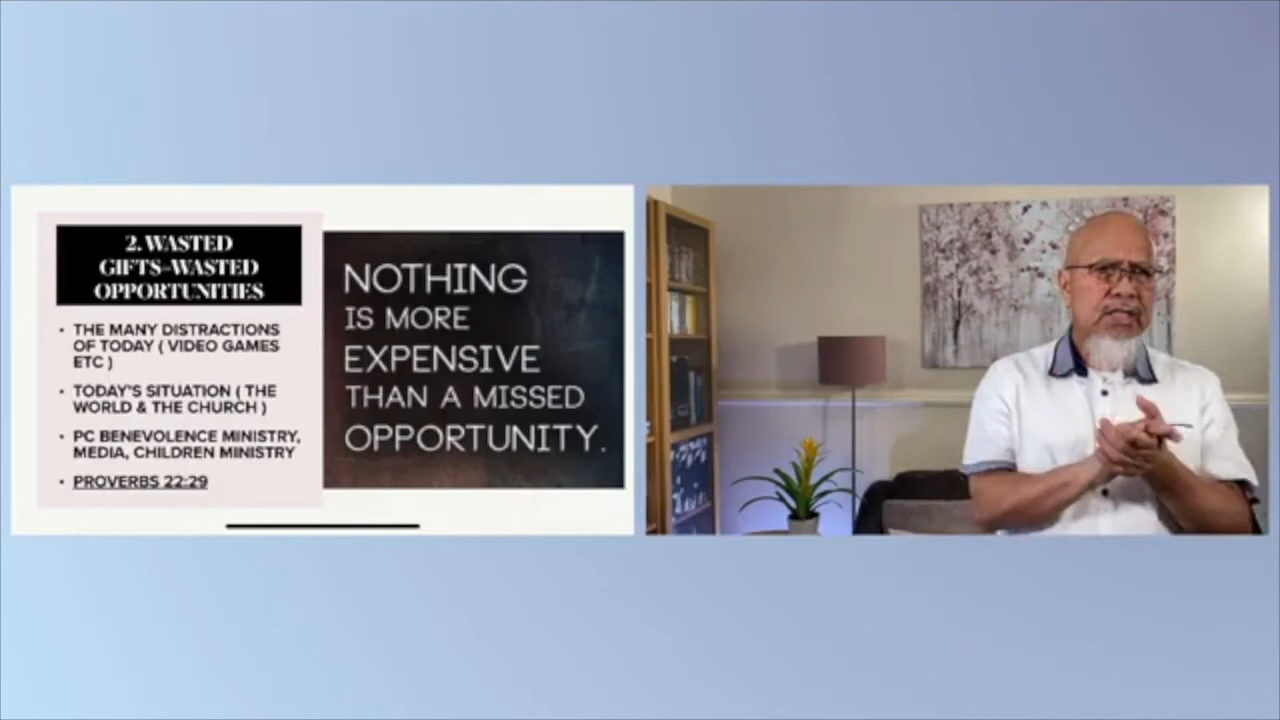 2. WASTED
GIFTS=WASTED
OPPORTUNITIES
• THE MANY DISTRACTIONS
OF TODAY ( VIDEO GAMES
ETC )
• TODAY'S SITUATION ( THE
WORLD & THE CHURCH )
• PC BENEVOLENCE MINISTRY,
MEDIA, CHILDREN MINISTRY
• PROVERBS 22:29
NOTHING
IS MORE
EXPENSIVE
THAN A MISSED
OPPORTUNITY.